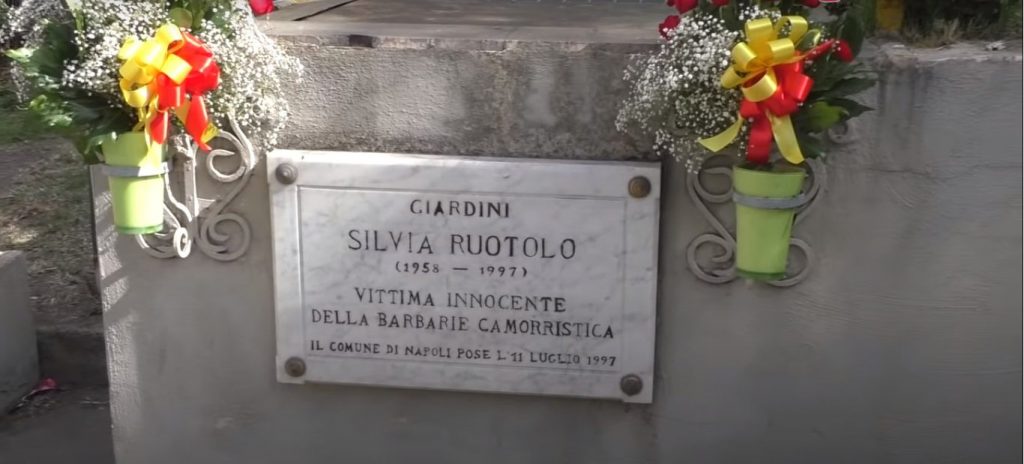 GIARDINI
SILVIA RUOTOLO
(1958 – 1997)
VITTIMA INNOCENTE
DELLA BARBARIE CAMORRISTICA
IL COMUNE DI NAPOLI POSE L'11 LUGLIO 1997